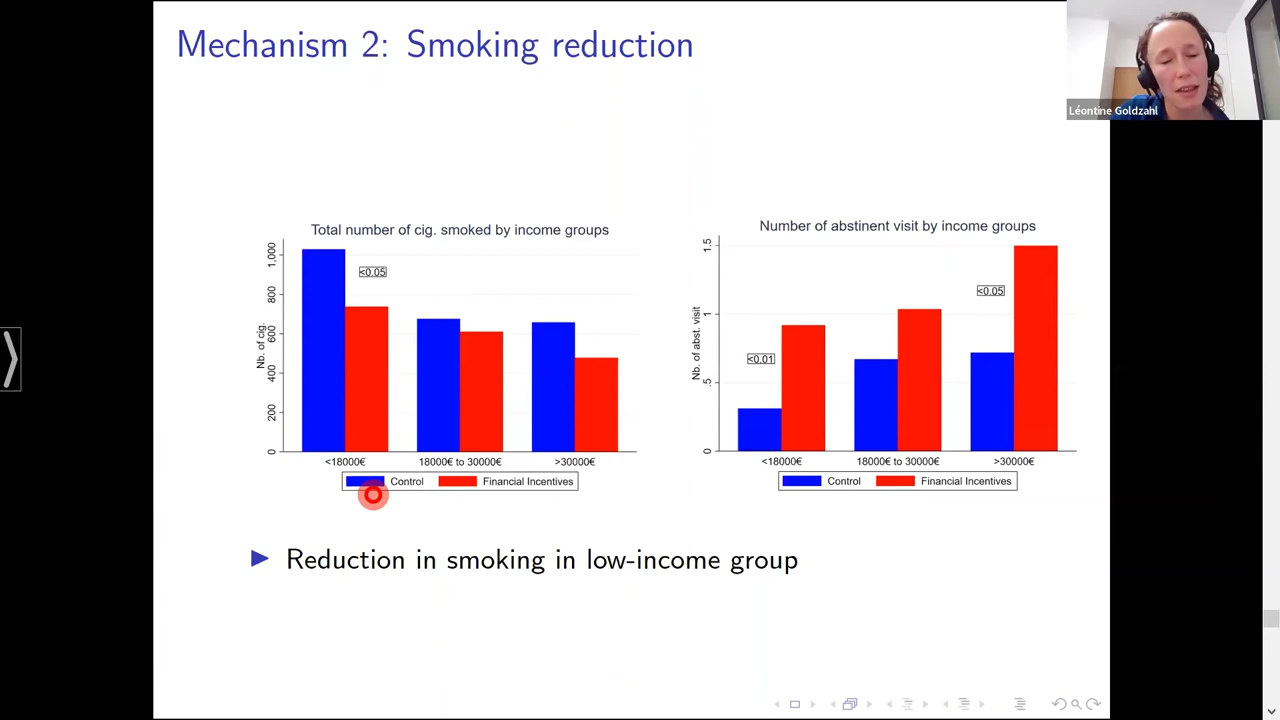 Mechanism 2: Smoking reduction
Léontine Goldzahl
Total number of cig. smoked by income groups
Nb. of cig.
0
200
400
600
800
1,000
<0.05
<18000€
18000€ to 30000€
>30000€
Control
Financial Incentives
Number of abstinent visit by income groups
Nb. of abst. visit
0
.5
1
1.5
<0.01
<0.05
<18000€
18000€ to 30000€
>30000€
Control
Financial Incentives
Reduction in smoking in low-income group